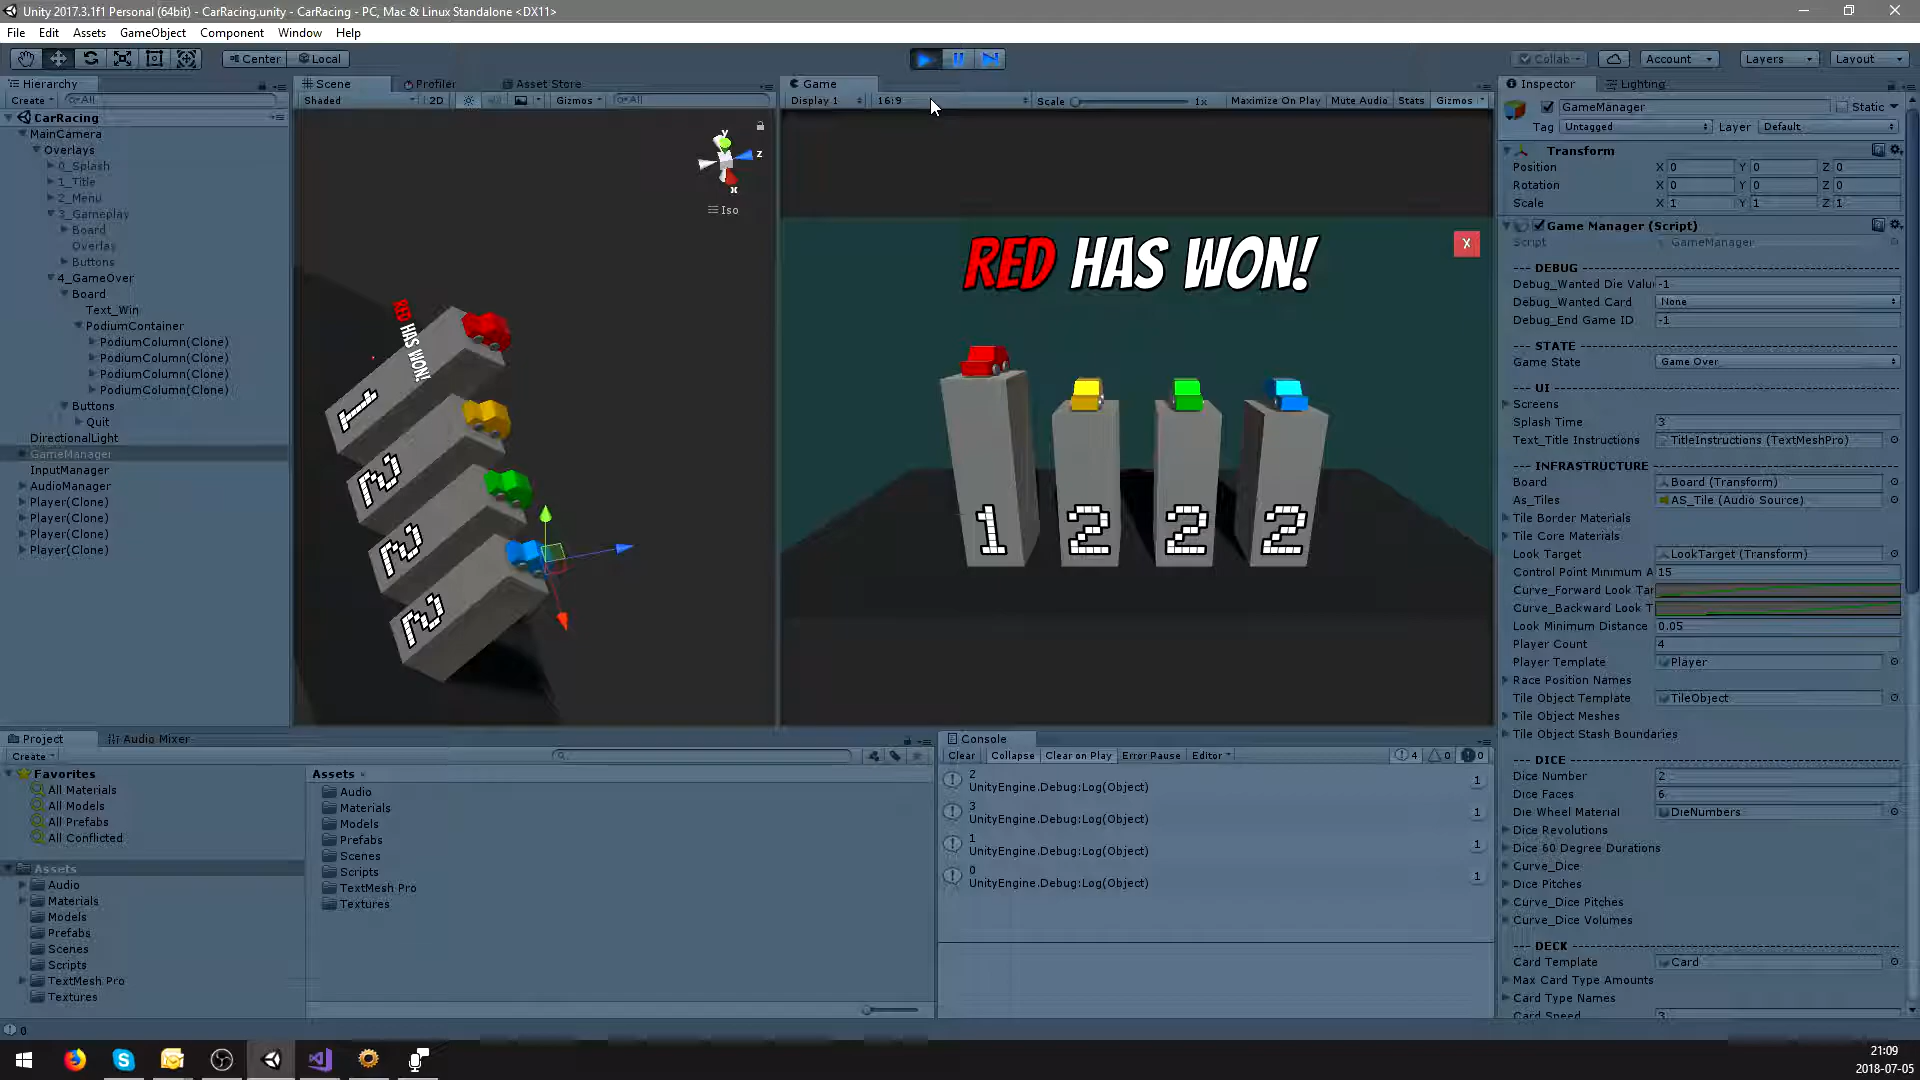 Unity 2017.3.1f1 Personal (64bit) - CarRacing.unity - CarRacing - PC, Mac & Linux Standalone <DX11>
File Edit Assets GameObject Component Window Help
Center Local
Collab Account Layers Layout
Hierarchy
Create All
CarRacing
MainCamera
Overlays
0_Splash
1_Title
2_Menu
3_Gameplay
Board
Overlay
Buttons
4_GameOver
Board
Text_Win
PodiumContainer
PodiumColumn(Clone)
PodiumColumn(Clone)
PodiumColumn(Clone)
PodiumColumn(Clone)
Buttons
Quit
DirectionalLight
GameManager
InputManager
AudioManager
Player(Clone)
Player(Clone)
Player(Clone)
Player(Clone)
Scene Profiler Asset Store
Shaded 2D Gizmos All
y
z
x
Iso
RED HAS WON!
1
2
2
2
Game
Display 1 16:9 Scale 1x Maximize On Play Mute Audio Stats Gizmos
RED HAS WON!
X
1 2 2 2
Inspector Lighting
GameManager Static
Tag Untagged Layer Default
Transform
Position X 0 Y 0 Z 0
Rotation X 0 Y 0 Z 0
Scale X 1 Y 1 Z 1
Game Manager (Script)
Script GameManager
--- DEBUG
Debug_Wanted Die Valu -1
Debug_Wanted Card None
Debug_End Game ID -1
--- STATE
Game State Game Over
--- UI
Screens
Splash Time 3
Text_Title Instructions TitleInstructions (TextMeshPro)
--- INFRASTRUCTURE
Board Board (Transform)
As_Tiles AS_Tile (Audio Source)
Tile Border Materials
Tile Core Materials
Look Target LookTarget (Transform)
Control Point Minimum A 15
Curve_Forward Look Tar
Curve_Backward Look T
Look Minimum Distance 0.05
Player Count 4
Player Template Player
Race Position Names
Tile Object Template TileObject
Tile Object Meshes
Tile Object Stash Boundaries
--- DICE
Dice Number 2
Dice Faces 6
Die Wheel Material DieNumbers
Dice Revolutions
Dice 60 Degree Durations
Curve_Dice
Dice Pitches
Curve_Dice Pitches
Curve_Dice Volumes
--- DECK
Card Template Card
Max Card Type Amounts
Card Type Names
Card Speed 3
Project Audio Mixer
Create
Favorites
All Materials
All Models
All Prefabs
All Conflicted
Assets
Audio
Materials
Models
Prefabs
Scenes
Scripts
TextMesh Pro
Textures
Assets
Audio
Materials
Models
Prefabs
Scenes
Scripts
TextMesh Pro
Textures
Console
Clear Collapse Clear on Play Error Pause Editor 4 0 0
2
UnityEngine.Debug:Log(Object) 1
3
UnityEngine.Debug:Log(Object) 1
1
UnityEngine.Debug:Log(Object) 1
0
UnityEngine.Debug:Log(Object) 1
0
21:09
2018-07-05